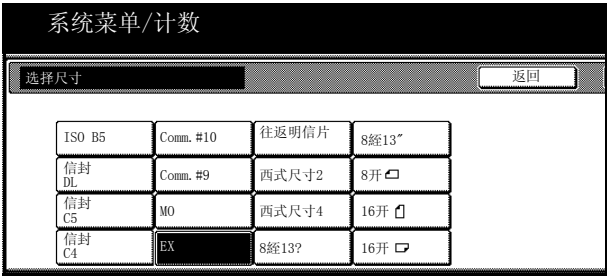 系统菜单/计数
选择尺寸
返回
ISO B5
Comm. #10
往返明信片
8絰13″
信封
DL
Comm. #9
西式尺寸2
8开
信封
C5
MO
西式尺寸4
16开
信封
C4
EX
8絰13?
16开